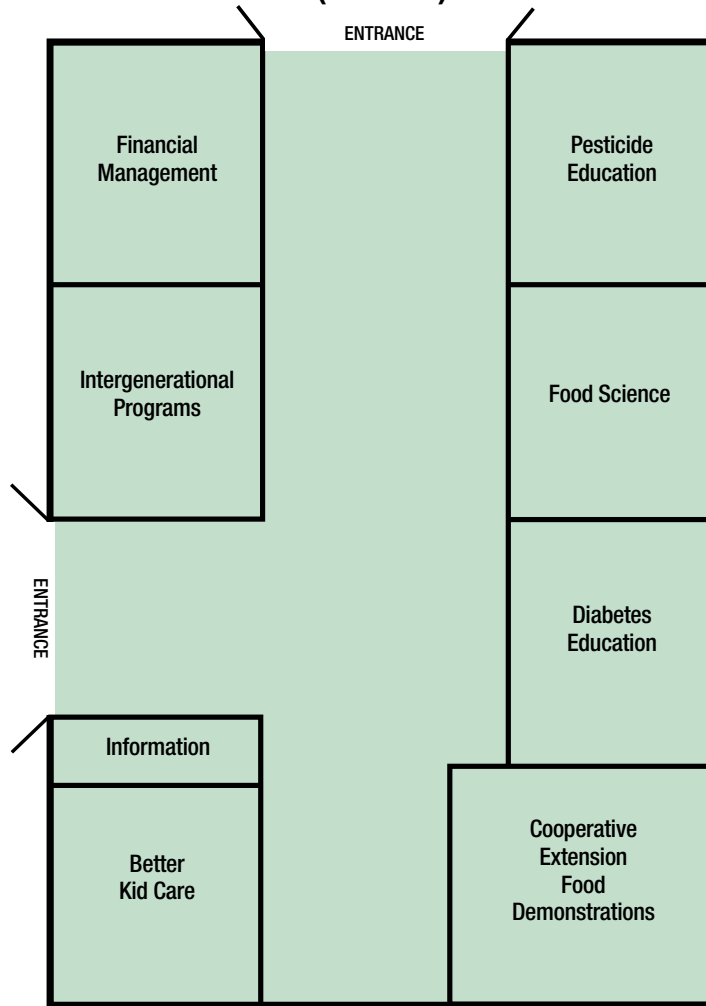 ENTRANCE
Financial
Management
Pesticide
Education
Intergenerational
Programs
Food Science
ENTRANCE
Diabetes
Education
Information
Better
Kid Care
Cooperative
Extension
Food
Demonstrations